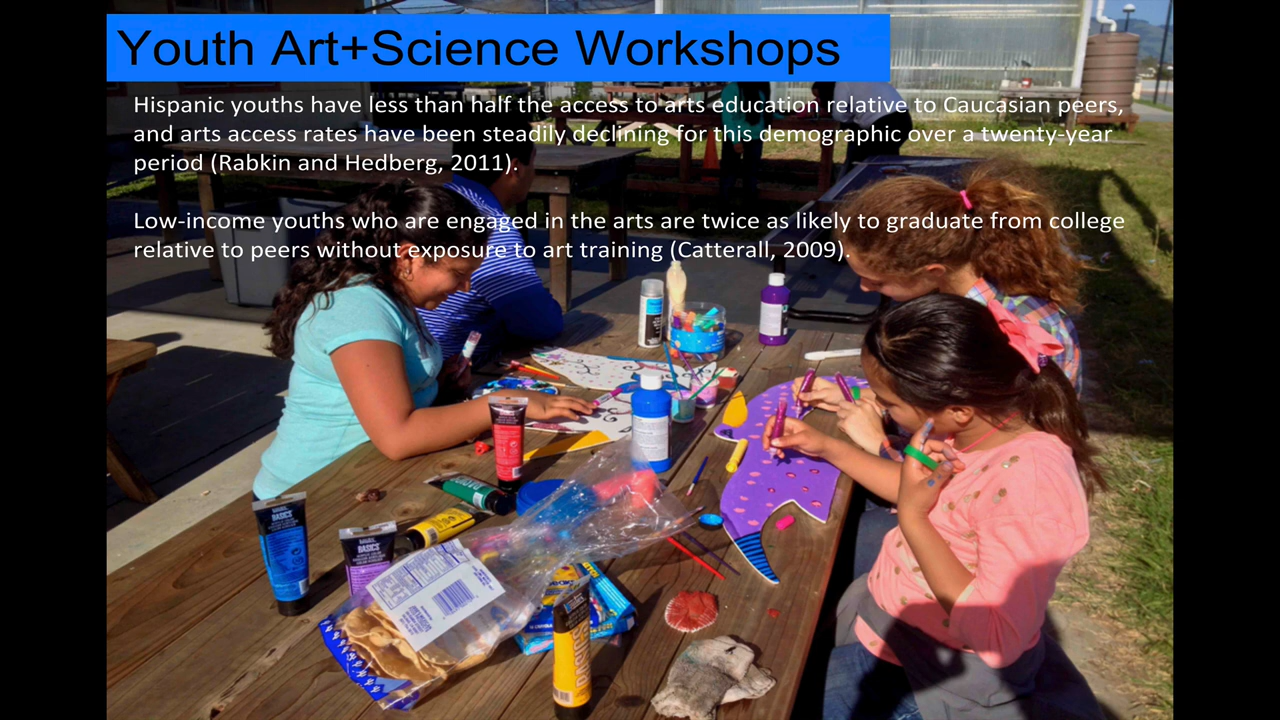 Youth Art+Science Workshops
Hispanic youths have less than half the access to arts education relative to Caucasian peers,
and arts access rates have been steadily declining for this demographic over a twenty-year
period (Rabkin and Hedberg, 2011).
Low-income youths who are engaged in the arts are twice as likely to graduate from college
relative to peers without exposure to art training (Catterall, 2009).
BASICS
BASICS